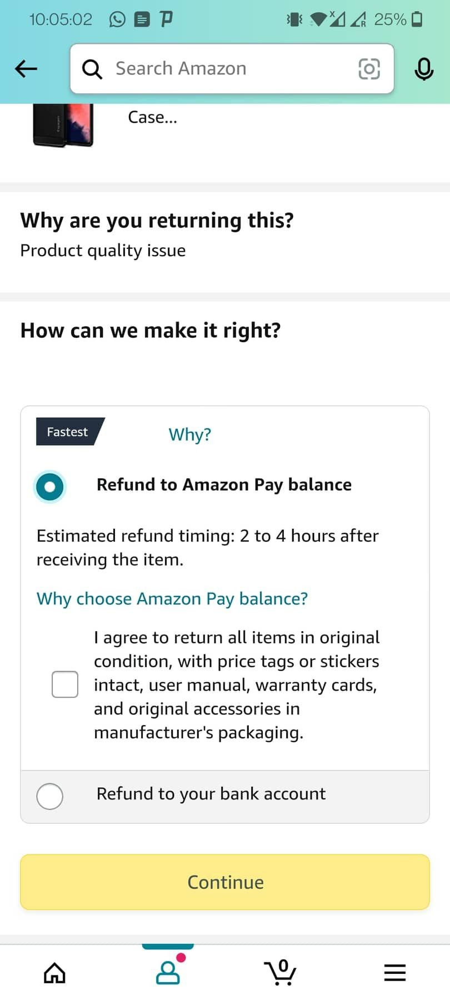 10:05:02
25%
Search Amazon
Case...
Why are you returning this?
Product quality issue
How can we make it right?
Fastest
Why?
Refund to Amazon Pay balance
Estimated refund timing: 2 to 4 hours after
receiving the item.
Why choose Amazon Pay balance?
I agree to return all items in original
condition, with price tags or stickers
intact, user manual, warranty cards,
and original accessories in
manufacturer's packaging.
Refund to your bank account
Continue
0